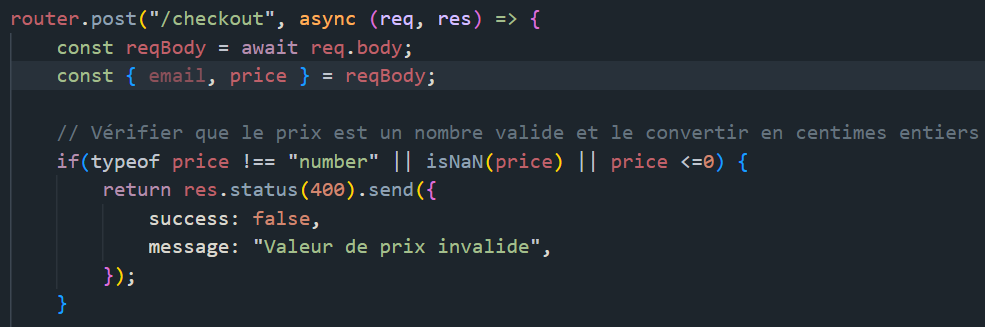 router.post("/checkout", async (req, res) => {
    const reqBody = await req.body;
    const { email, price } = reqBody;

    // Vérifier que le prix est un nombre valide et le convertir en centimes entiers
    if(typeof price !== "number" || isNaN(price) || price <=0) {
        return res.status(400).send({
            success: false,
            message: "Valeur de prix invalide",
        });
    }